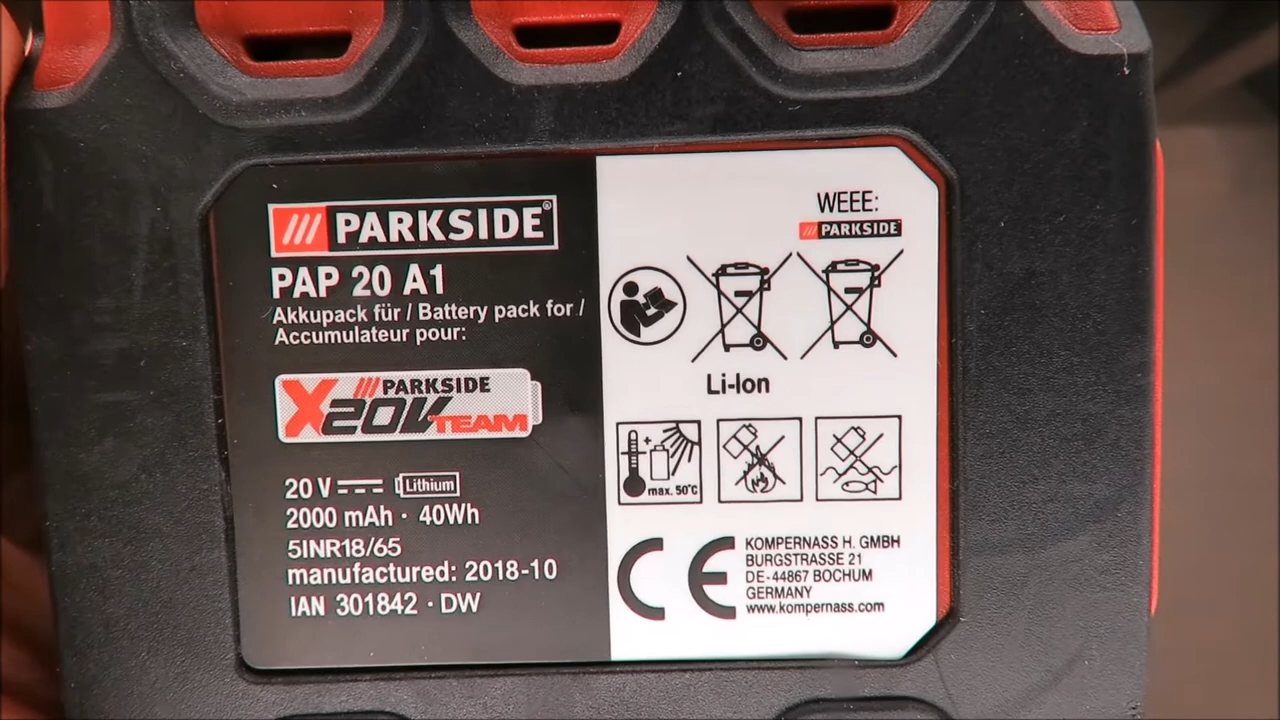 PARKSIDE®
PAP 20 A1
Akkupack für / Battery pack for /
Accumulateur pour:
PARKSIDE
X20V TEAM
20 V Lithium
2000 mAh · 40Wh
5INR18/65
manufactured: 2018-10
IAN 301842 · DW
WEEE:
PARKSIDE
Li-Ion
max. 50°C
CE
KOMPERNASS H. GMBH
BURGSTRASSE 21
DE-44867 BOCHUM
GERMANY
www.kompernass.com